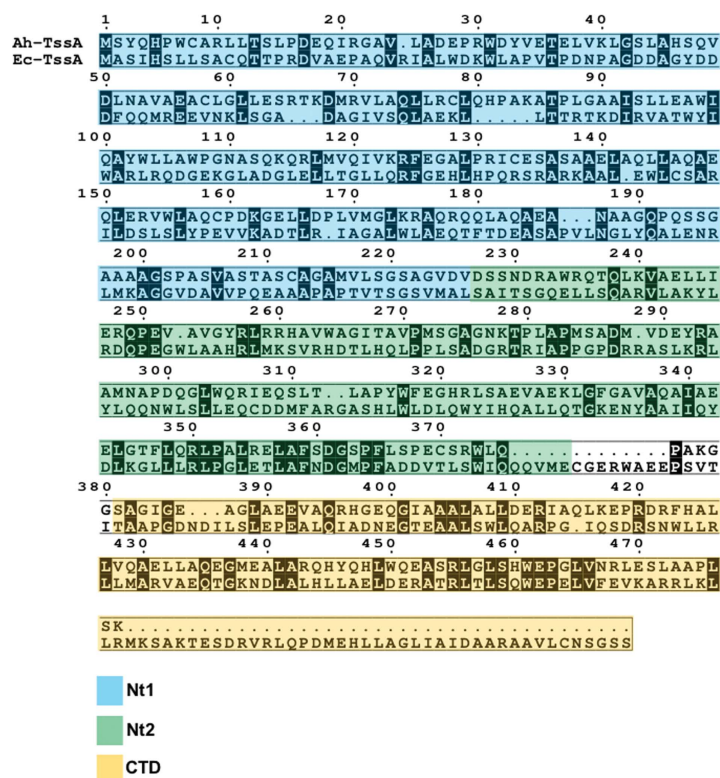 1 10 20 30 40
Ah-TssA MSYQHPWCARLLTSLPDEQIRGAV.LADEPRWDYVETELVKLGSLAHSQV
Ec-TssA MASIHSLLSACQTTPRDVAEPAQVRIALWDKWLAPVTPDNPAGDDAGYDD
50 60 70 80 90
DLNAVAEACLGLLESRTKDMRVLAQLLRCLQHPAKATPLGAAISLLEAWI
DFQQMREEVNKLSGA..DAGIVSQLAEKL.....LTTRTKDIRVATWYI
100 110 120 130 140
QAYWLLAWPGNASQKQRLMVQIVKRFEGALPRICESASAAELAQLLAQAE
WARLRQDGEKGLADGLELLTGLLQRFGEHLHPQRSRARKAAL.EWLCSAR
150 160 170 180 190
QLERVWLAQCPDKGELLDPLVMGLKRAQRQQLAQAEA...NAAGQPQSSG
ILDSLSLYPEVVKADTLR.IAGALWLAEQTFTDEASAPVLNGLYQALENR
200 210 220 230 240
AAAAGSPASVASTASCAGAMVLSGSAGVDVDSSNDRAWRQTQLKVAELLI
LMKAGGVDAVVPQEAAAPAPTVTSGSVMALSAITSGQELLSQARVLAKYL
250 260 270 280 290
ERQPEV.AVGYRLRRHAVWAGITAVPMSGAGNKTPLAPMSADM.VDEYRA
RDQPEGWLAAHRLMKSVRHDTLHQLPPLSADGRTRIAPPGPDRRASLKRL
300 310 320 330 340
AMNAPDQGLWQRIEQSLT..LAPYWFEGHRLSAEVAEKLGFGAVAQAIAE
YLQQNWLSLLEQCDDMFARGASHLWLDLQWYIHQALLQTGKENYAAIIQY
350 360 370
ELGTFLQRLPALRELAFSDGSPFLSPECSRWLQ.............PAKG
DLKGLLLRLPGLETLAFNDGMPFADDVTLSWIQQQVMECGERWAEEPSVT
380 390 400 410 420
GSAGIGE...AGLAEEVAQRHGEQGIAAALALLDERIAQLKEPRDRFHAL
ITAAPGDNDILSLEPEALQIADNEGTEAALSWLQARPG.IQSDRSNWLLR
430 440 450 460 470
LVQAELLAQEGMEALARQHYQHLWQEASRLGLSHWEPGLVNRLESLAAPL
LLMARVAEQTGKNDLALHLLAELDERATRLTLSQWEPELVFEVKARRLKL
SK.........................................
LRMKSAKTESDRVRLQPDMEHLLAGLIAIDAARAAVLCNSGSS
Nt1
Nt2
CTD